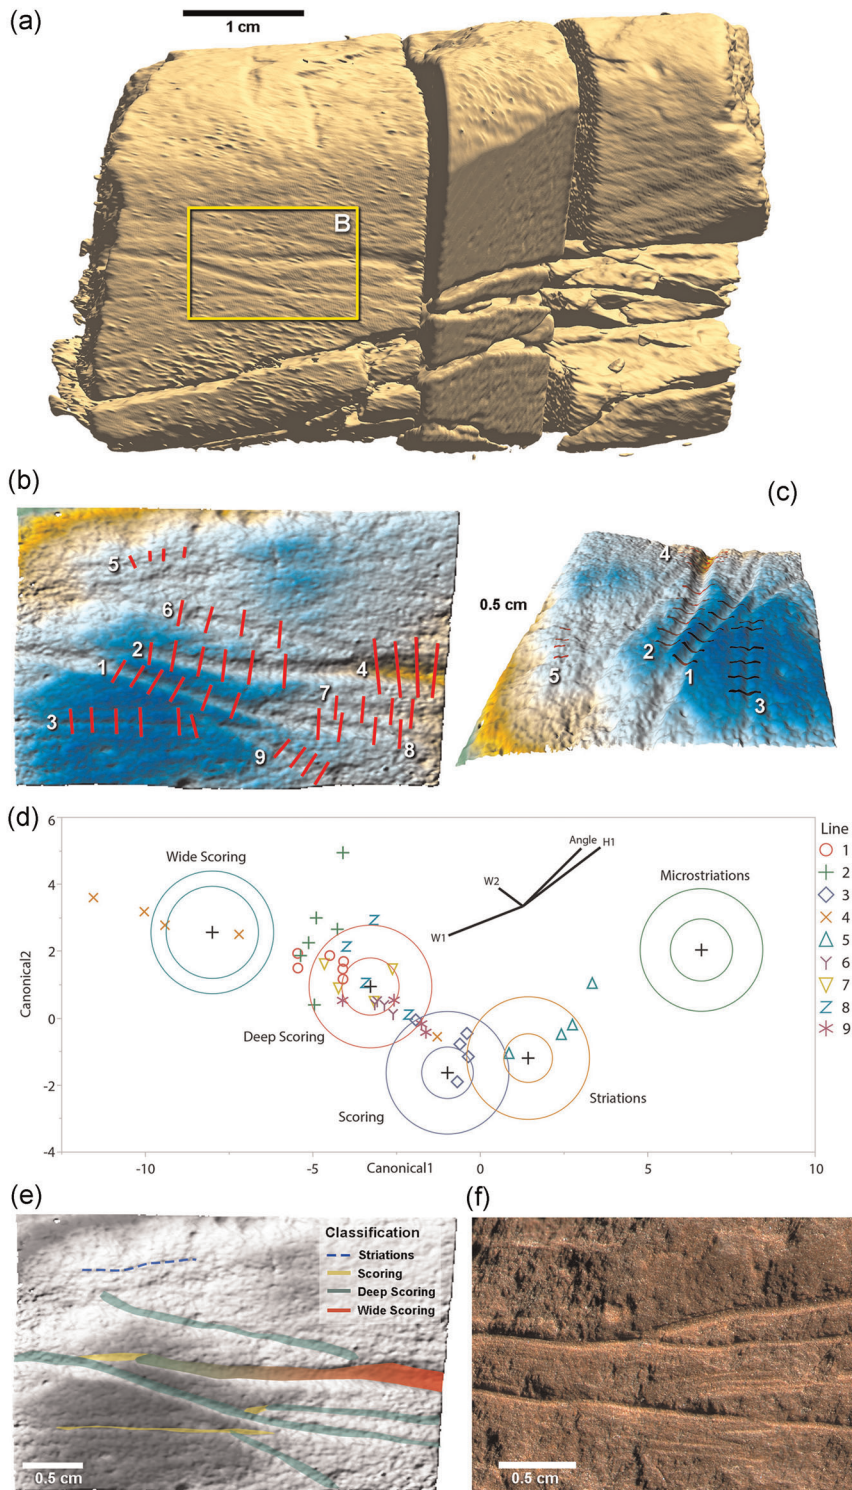 (a)
1 cm
B
(b)
(c)
5
6
2
1
4
7
3
9
8
0.5 cm
4
5
2
1
3
(d)
6
4
2
0
-2
-4
Canonical2
-10
-5
0
5
10
Canonical1
Wide Scoring
Deep Scoring
Scoring
Striations
Microstriations
W1
W2
Angle
H1
Line
1
2
3
4
5
6
7
8
9
(e)
(f)
Classification
Striations
Scoring
Deep Scoring
Wide Scoring
0.5 cm
0.5 cm